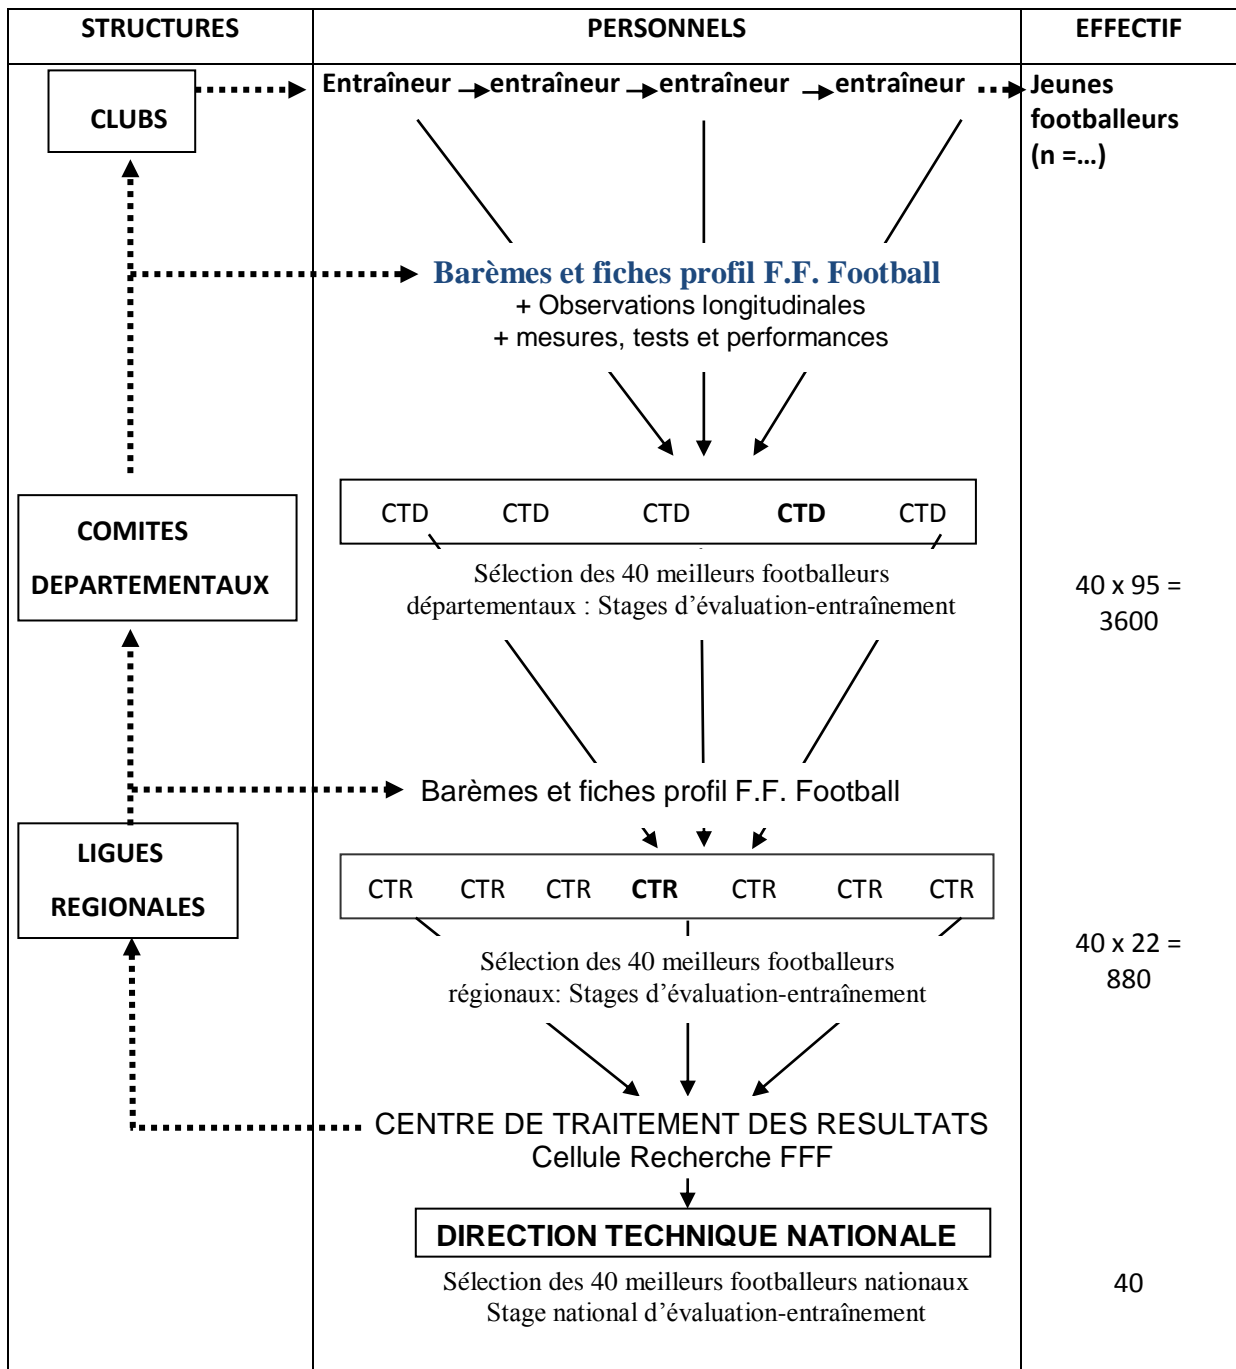 STRUCTURES PERSONNELS EFFECTIF
Entraîneur entraîneur entraîneur entraîneur Jeunes
footballeurs
(n =…)
CLUBS
Barèmes et fiches profil F.F. Football
+ Observations longitudinales
+ mesures, tests et performances
CTD CTD CTD CTD CTD
COMITES
DEPARTEMENTAUX
Sélection des 40 meilleurs footballeurs
départementaux : Stages d’évaluation-entraînement
40 x 95 =
3600
Barèmes et fiches profil F.F. Football
LIGUES
REGIONALES
CTR CTR CTR CTR CTR CTR CTR
Sélection des 40 meilleurs footballeurs
régionaux: Stages d’évaluation-entraînement
40 x 22 =
880
CENTRE DE TRAITEMENT DES RESULTATS
Cellule Recherche FFF
DIRECTION TECHNIQUE NATIONALE
Sélection des 40 meilleurs footballeurs nationaux
Stage national d’évaluation-entraînement
40